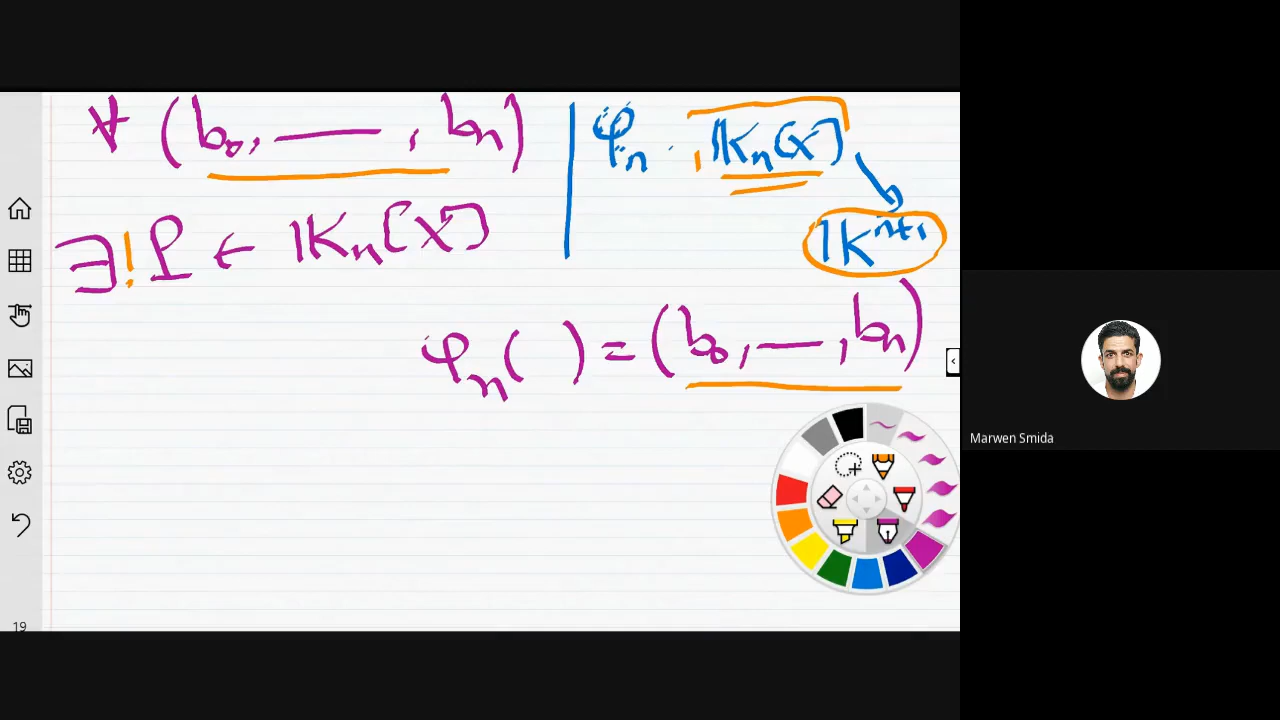 ∀ (b₀, — , bₙ)
φₙ : 𝕂ₙ[X]
→ 𝕂ⁿ⁺¹
∃! P ∈ 𝕂ₙ[X]
φₙ( ) = (b₀, — , bₙ)
Marwen Smida
19